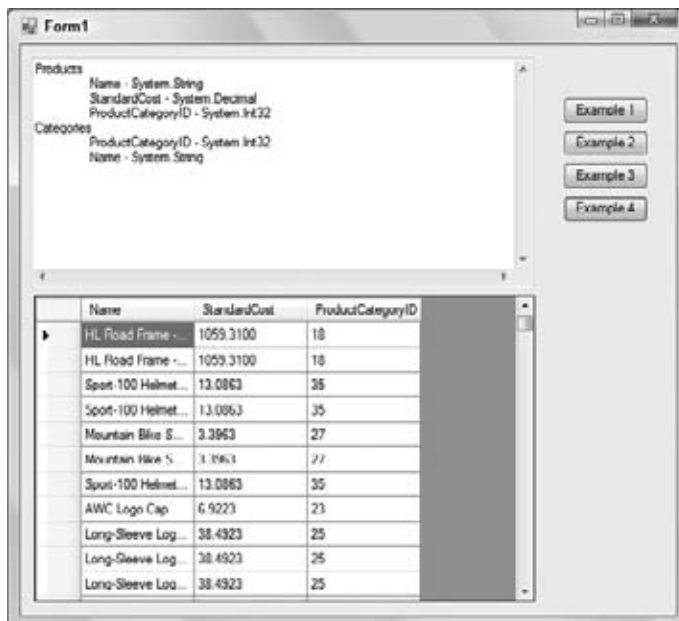 Form1
Products
Name - System.String
StandardCost - System.Decimal
ProductCategoryID - System.Int32
Categories
ProductCategoryID - System.Int32
Name - System.String
Example 1
Example 2
Example 3
Example 4
Name StandardCost ProductCategoryID
HL Road Frame -... 1059.3100 18
HL Road Frame -... 1059.3100 18
Sport-100 Helmet... 13.0863 35
Sport-100 Helmet... 13.0863 35
Mountain Bike S... 3.3963 27
Mountain Bike S... 3.3963 27
Sport-100 Helmet... 13.0863 35
AWC Logo Cap 6.9223 23
Long-Sleeve Log... 38.4923 25
Long-Sleeve Log... 38.4923 25
Long-Sleeve Log... 38.4923 25